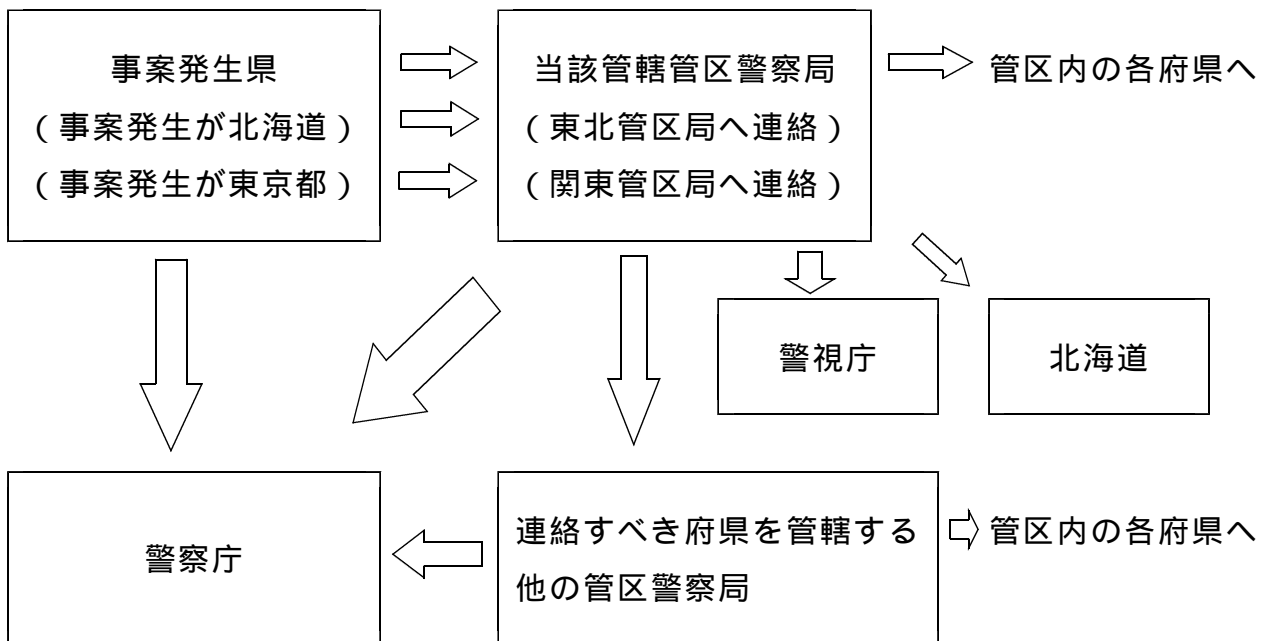 事案発生県
（事案発生が北海道）
（事案発生が東京都）
当該管轄管区警察局
（東北管区局へ連絡）
（関東管区局へ連絡）
管区内の各府県へ
警視庁
北海道
警察庁
連絡すべき府県を管轄する
他の管区警察局
管区内の各府県へ